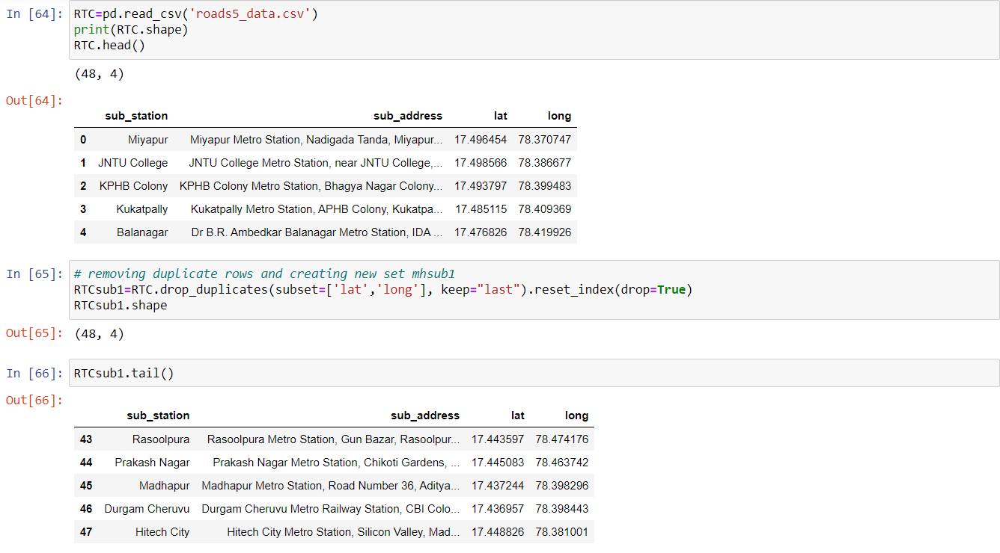 In [64]: RTC=pd.read_csv('roads5_data.csv')
print(RTC.shape)
RTC.head()
(48, 4)
Out[64]:
sub_station sub_address lat long
0 Miyapur Miyapur Metro Station, Nadigada Tanda, Miyapur... 17.496454 78.370747
1 JNTU College JNTU College Metro Station, near JNTU College,... 17.498566 78.386677
2 KPHB Colony KPHB Colony Metro Station, Bhagya Nagar Colony... 17.493797 78.399483
3 Kukatpally Kukatpally Metro Station, APHB Colony, Kukatpa... 17.485115 78.409369
4 Balanagar Dr B.R. Ambedkar Balanagar Metro Station, IDA ... 17.476826 78.419926
In [65]: # removing duplicate rows and creating new set mhsub1
RTCsub1=RTC.drop_duplicates(subset=['lat','long'], keep="last").reset_index(drop=True)
RTCsub1.shape
Out[65]: (48, 4)
In [66]: RTCsub1.tail()
Out[66]:
sub_station sub_address lat long
43 Rasoolpura Rasoolpura Metro Station, Gun Bazar, Rasoolpur... 17.443597 78.474176
44 Prakash Nagar Prakash Nagar Metro Station, Chikoti Gardens, ... 17.445083 78.463742
45 Madhapur Madhapur Metro Station, Road Number 36, Aditya... 17.437244 78.398296
46 Durgam Cheruvu Durgam Cheruvu Metro Railway Station, CBI Colo... 17.436957 78.398443
47 Hitech City Hitech City Metro Station, Silicon Valley, Mad... 17.448826 78.381001